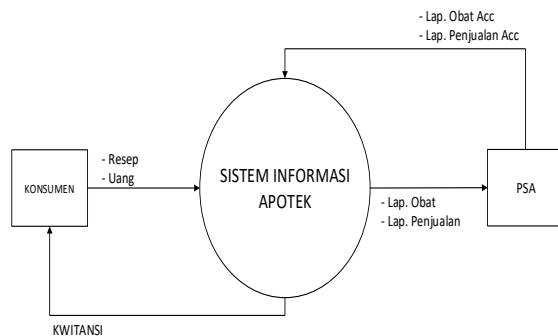 - Lap. Obat Acc
- Lap. Penjualan Acc
- Resep
- Uang
KONSUMEN
SISTEM INFORMASI
APOTEK
PSA
- Lap. Obat
- Lap. Penjualan
KWITANSI